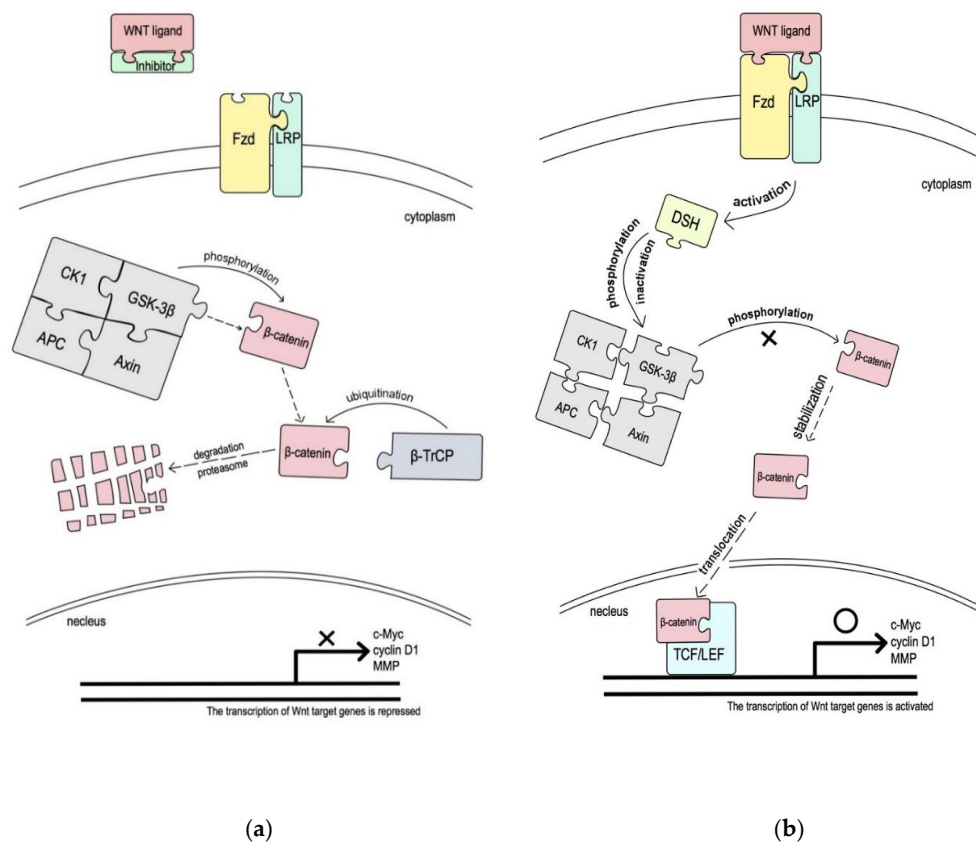 WNT ligand
Inhibitor
Fzd
LRP
cytoplasm
CK1
GSK-3β
APC
Axin
phosphorylation
β-catenin
ubiquitination
β-catenin
β-TrCP
degradation
proteasome
necleus
c-Myc
cyclin D1
MMP
The transcription of Wnt target genes is repressed
(a)
WNT ligand
Fzd
LRP
cytoplasm
activation
DSH
phosphorylation
inactivation
phosphorylation
CK1
GSK-3β
APC
Axin
β-catenin
stabilization
β-catenin
translocation
necleus
β-catenin
TCF/LEF
c-Myc
cyclin D1
MMP
The transcription of Wnt target genes is activated
(b)